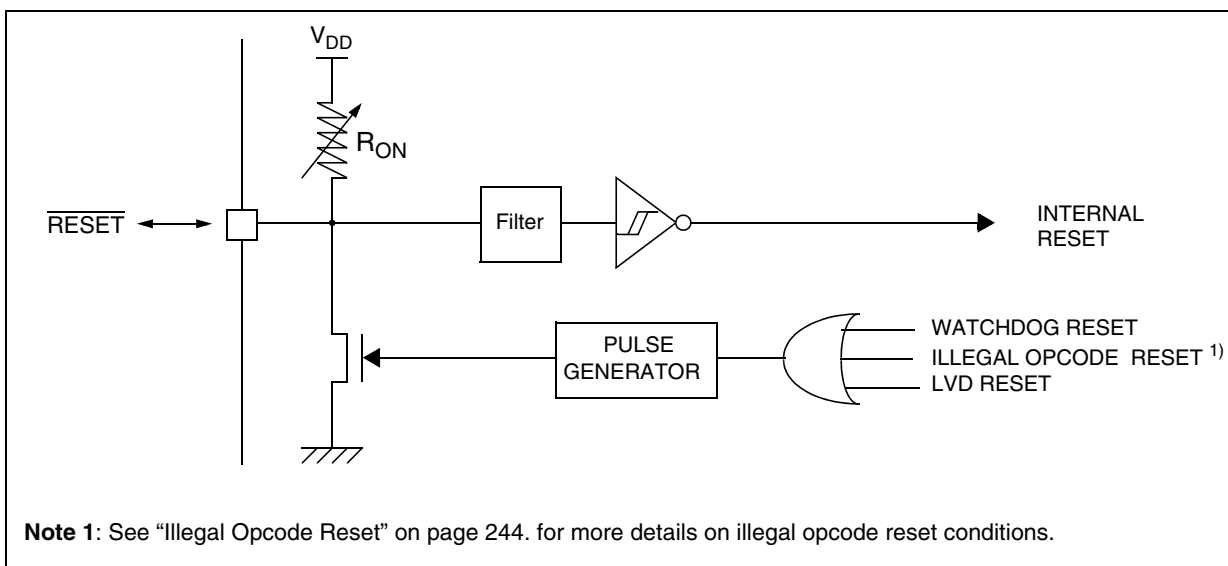 VDD
RON
RESET
Filter
INTERNAL
RESET
PULSE
GENERATOR
WATCHDOG RESET
ILLEGAL OPCODE RESET 1)
LVD RESET
Note 1: See “Illegal Opcode Reset” on page 244. for more details on illegal opcode reset conditions.